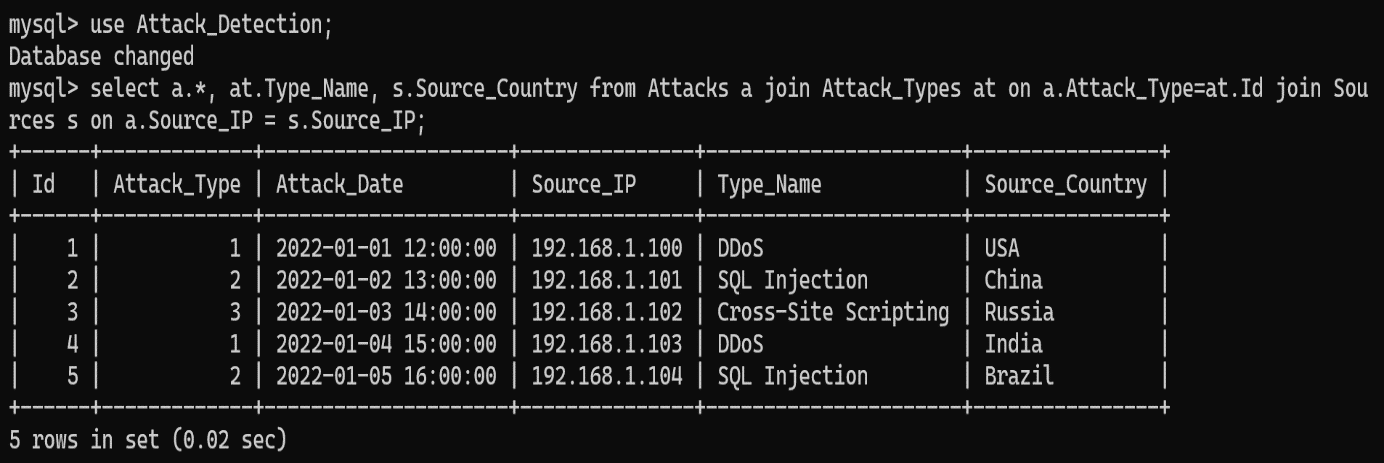 mysql> use Attack_Detection;
Database changed
mysql> select a.*, at.Type_Name, s.Source_Country from Attacks a join Attack_Types at on a.Attack_Type=at.Id join Sou
rces s on a.Source_IP = s.Source_IP;
+------+-------------+---------------------+---------------+----------------------+----------------+
| Id   | Attack_Type | Attack_Date         | Source_IP     | Type_Name            | Source_Country |
+------+-------------+---------------------+---------------+----------------------+----------------+
|    1 |           1 | 2022-01-01 12:00:00 | 192.168.1.100 | DDoS                 | USA            |
|    2 |           2 | 2022-01-02 13:00:00 | 192.168.1.101 | SQL Injection        | China          |
|    3 |           3 | 2022-01-03 14:00:00 | 192.168.1.102 | Cross-Site Scripting | Russia         |
|    4 |           1 | 2022-01-04 15:00:00 | 192.168.1.103 | DDoS                 | India          |
|    5 |           2 | 2022-01-05 16:00:00 | 192.168.1.104 | SQL Injection        | Brazil         |
+------+-------------+---------------------+---------------+----------------------+----------------+
5 rows in set (0.02 sec)